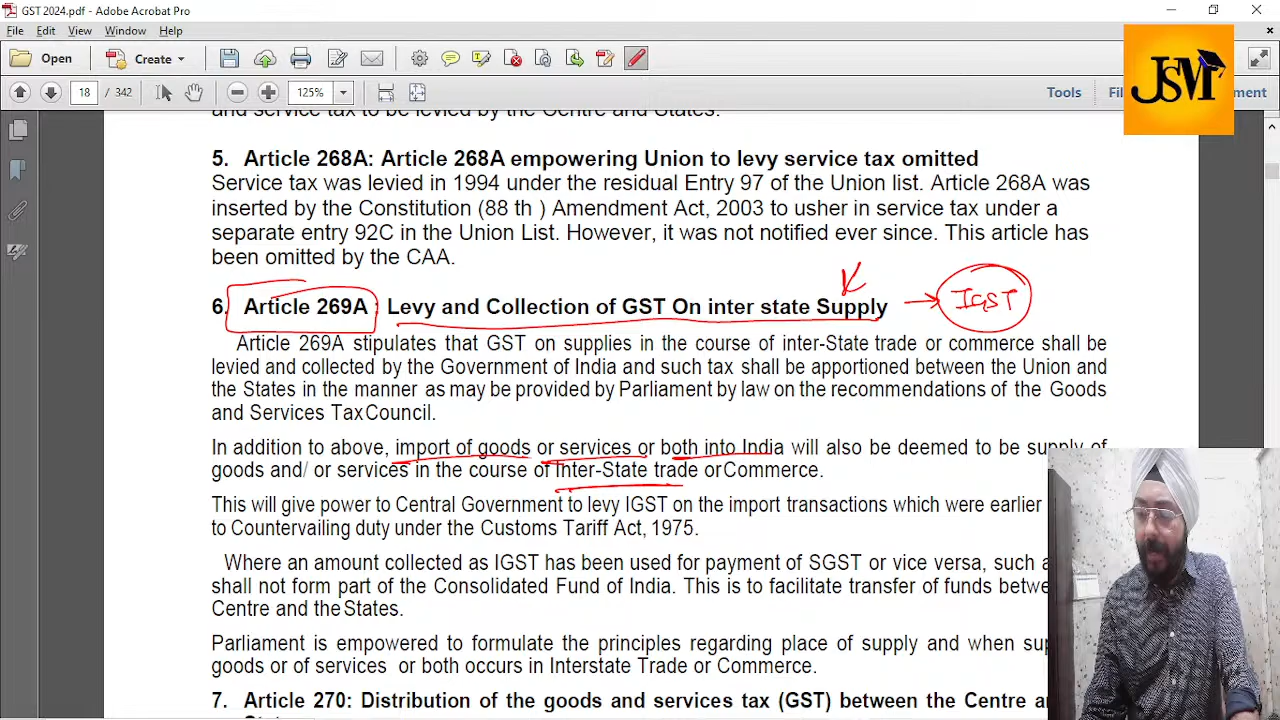 GST 2024.pdf - Adobe Acrobat Pro
File Edit View Window Help
Open Create
18 / 342 125% Tools Fil ment
JSM
and service tax to be levied by the Centre and States.
5. Article 268A: Article 268A empowering Union to levy service tax omitted
Service tax was levied in 1994 under the residual Entry 97 of the Union list. Article 268A was
inserted by the Constitution (88 th ) Amendment Act, 2003 to usher in service tax under a
separate entry 92C in the Union List. However, it was not notified ever since. This article has
been omitted by the CAA.
6. Article 269A Levy and Collection of GST On inter state Supply → IGST
Article 269A stipulates that GST on supplies in the course of inter-State trade or commerce shall be
levied and collected by the Government of India and such tax shall be apportioned between the Union and
the States in the manner as may be provided by Parliament by law on the recommendations of the Goods
and Services Tax Council.
In addition to above, import of goods or services or both into India will also be deemed to be supply of
goods and/ or services in the course of Inter-State trade or Commerce.
This will give power to Central Government to levy IGST on the import transactions which were earlier
to Countervailing duty under the Customs Tariff Act, 1975.
Where an amount collected as IGST has been used for payment of SGST or vice versa, such a
shall not form part of the Consolidated Fund of India. This is to facilitate transfer of funds betwe
Centre and the States.
Parliament is empowered to formulate the principles regarding place of supply and when sup
goods or of services or both occurs in Interstate Trade or Commerce.
7. Article 270: Distribution of the goods and services tax (GST) between the Centre an